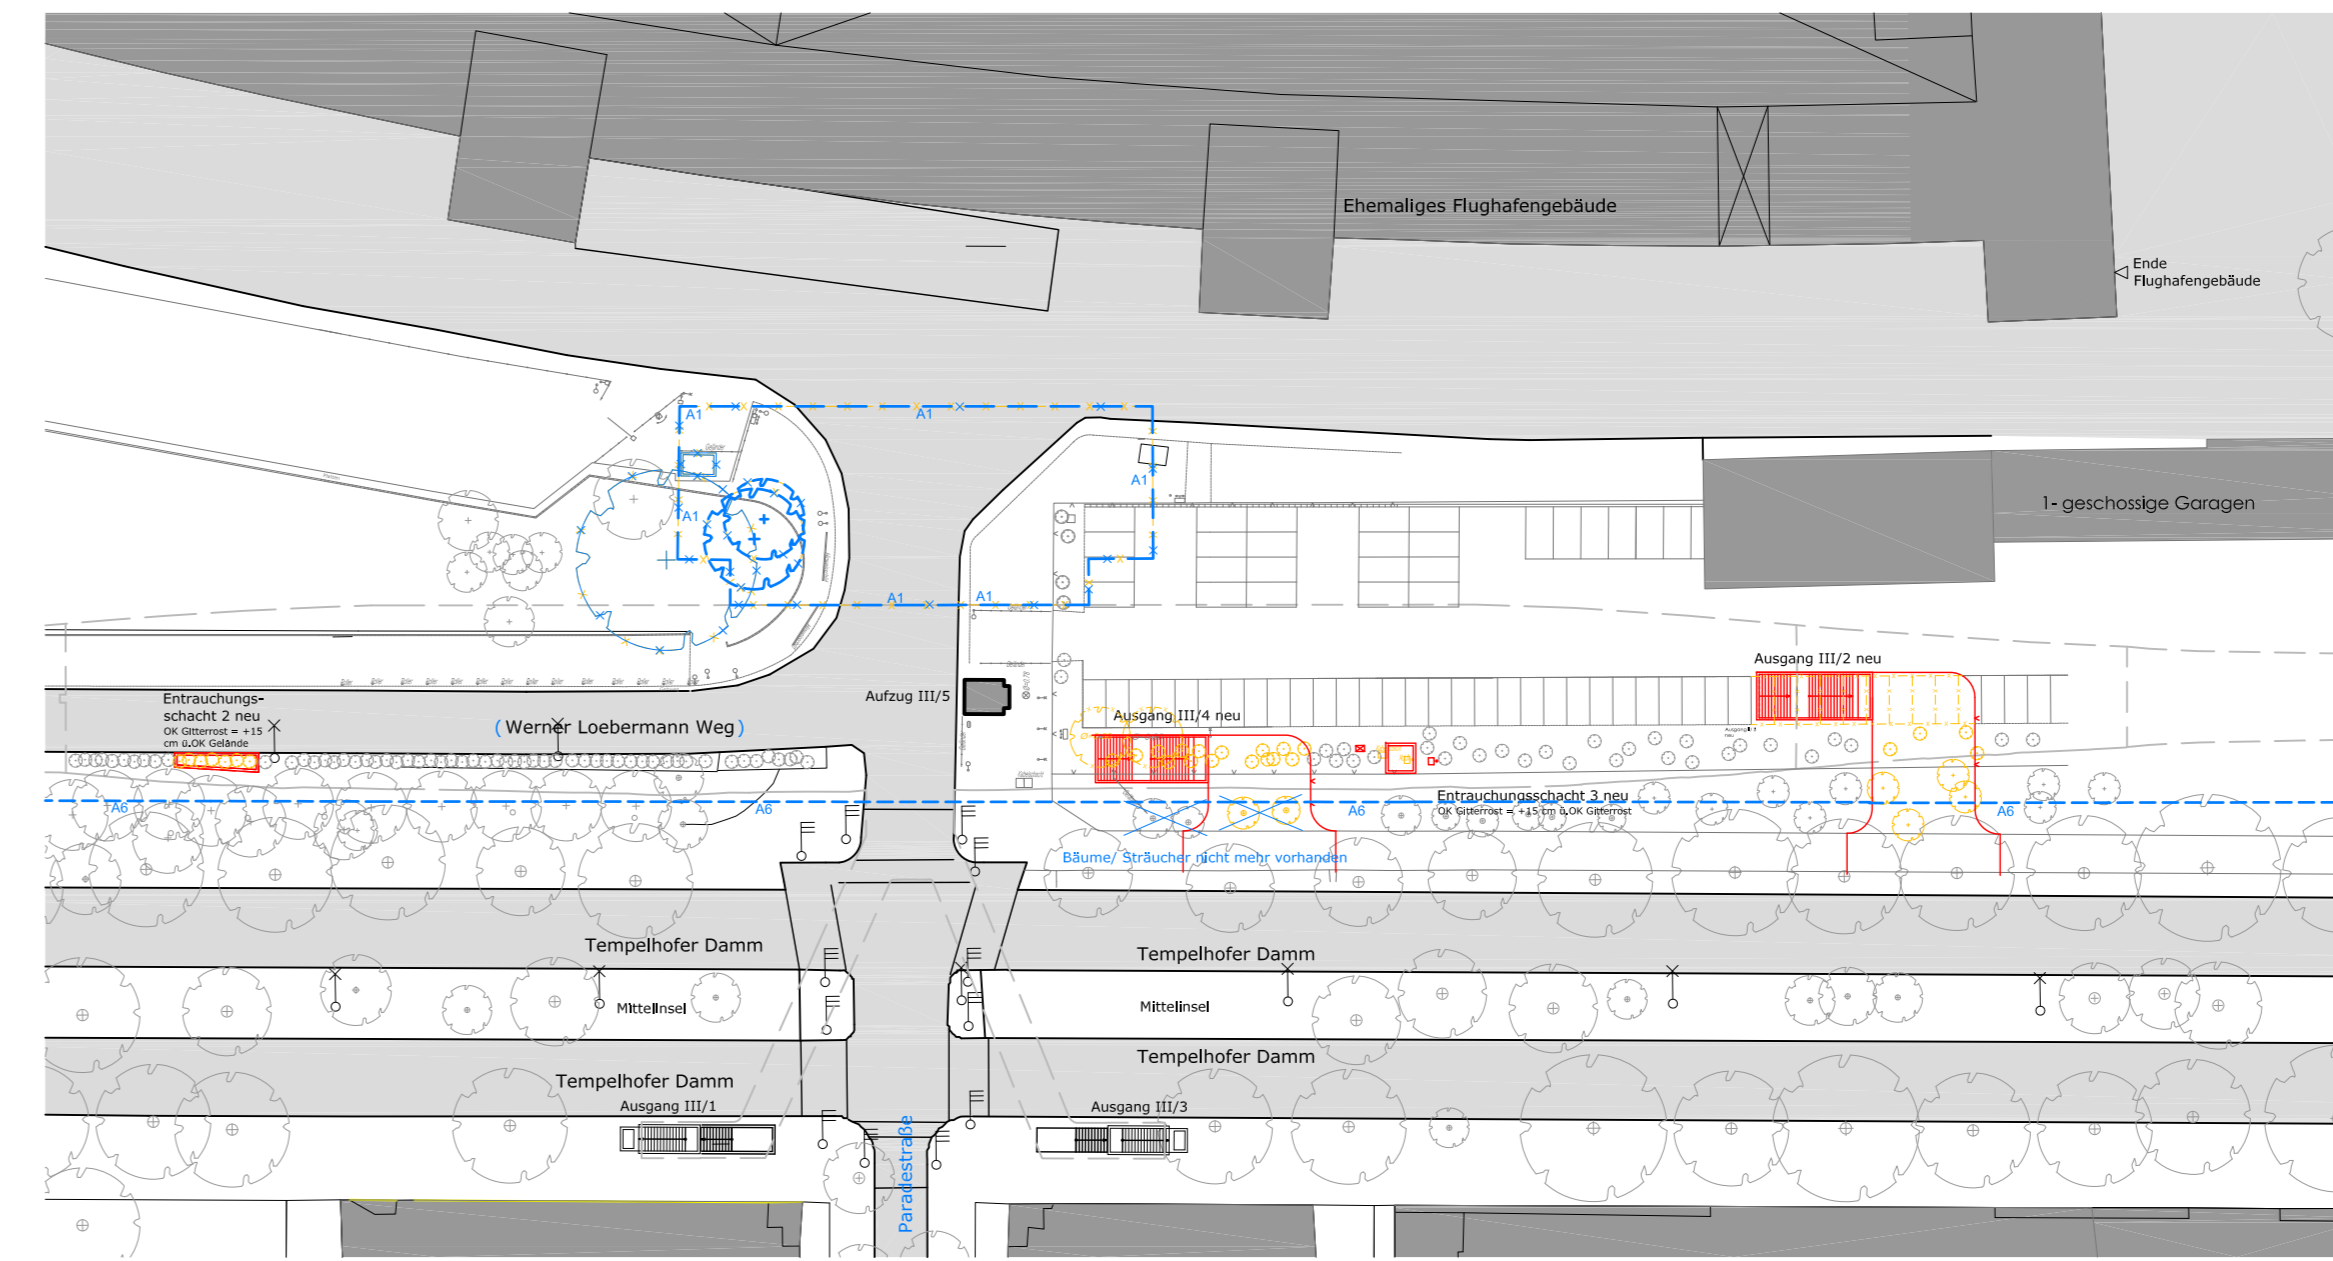 Ehemaliges Flughafengebäude
Ende
Flughafengebäude
A1
A1
A1
1- geschossige Garagen
A1
A1
A1
Ausgang III/2 neu
Aufzug III/5
Entrauchungs-
schacht 2 neu
OK Gitterrost = +15
cm ü.OK Gelände
(Werner Loebermann Weg)
Ausgang III/4 neu
A6
A6
Entrauchungsschacht 3 neu
OK Gitterrost = +15 cm ü.OK Gitterrost
A6
A6
Bäume/ Sträucher nicht mehr vorhanden
Tempelhofer Damm
Tempelhofer Damm
Mittelinsel
Mittelinsel
Tempelhofer Damm
Tempelhofer Damm
Ausgang III/1
Ausgang III/3
Paradestraße